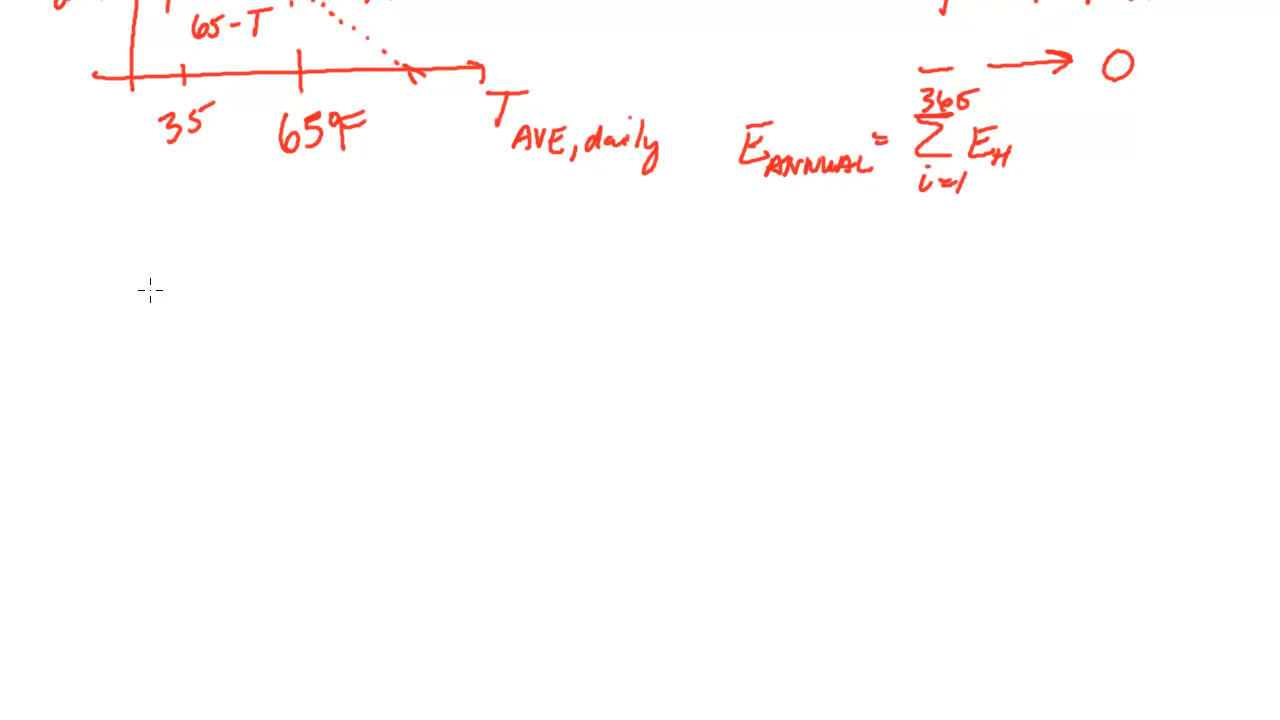 65-T
— → 0
35
65°F
T AVE, daily
365
E ANNUAL = Σ E H
i=1